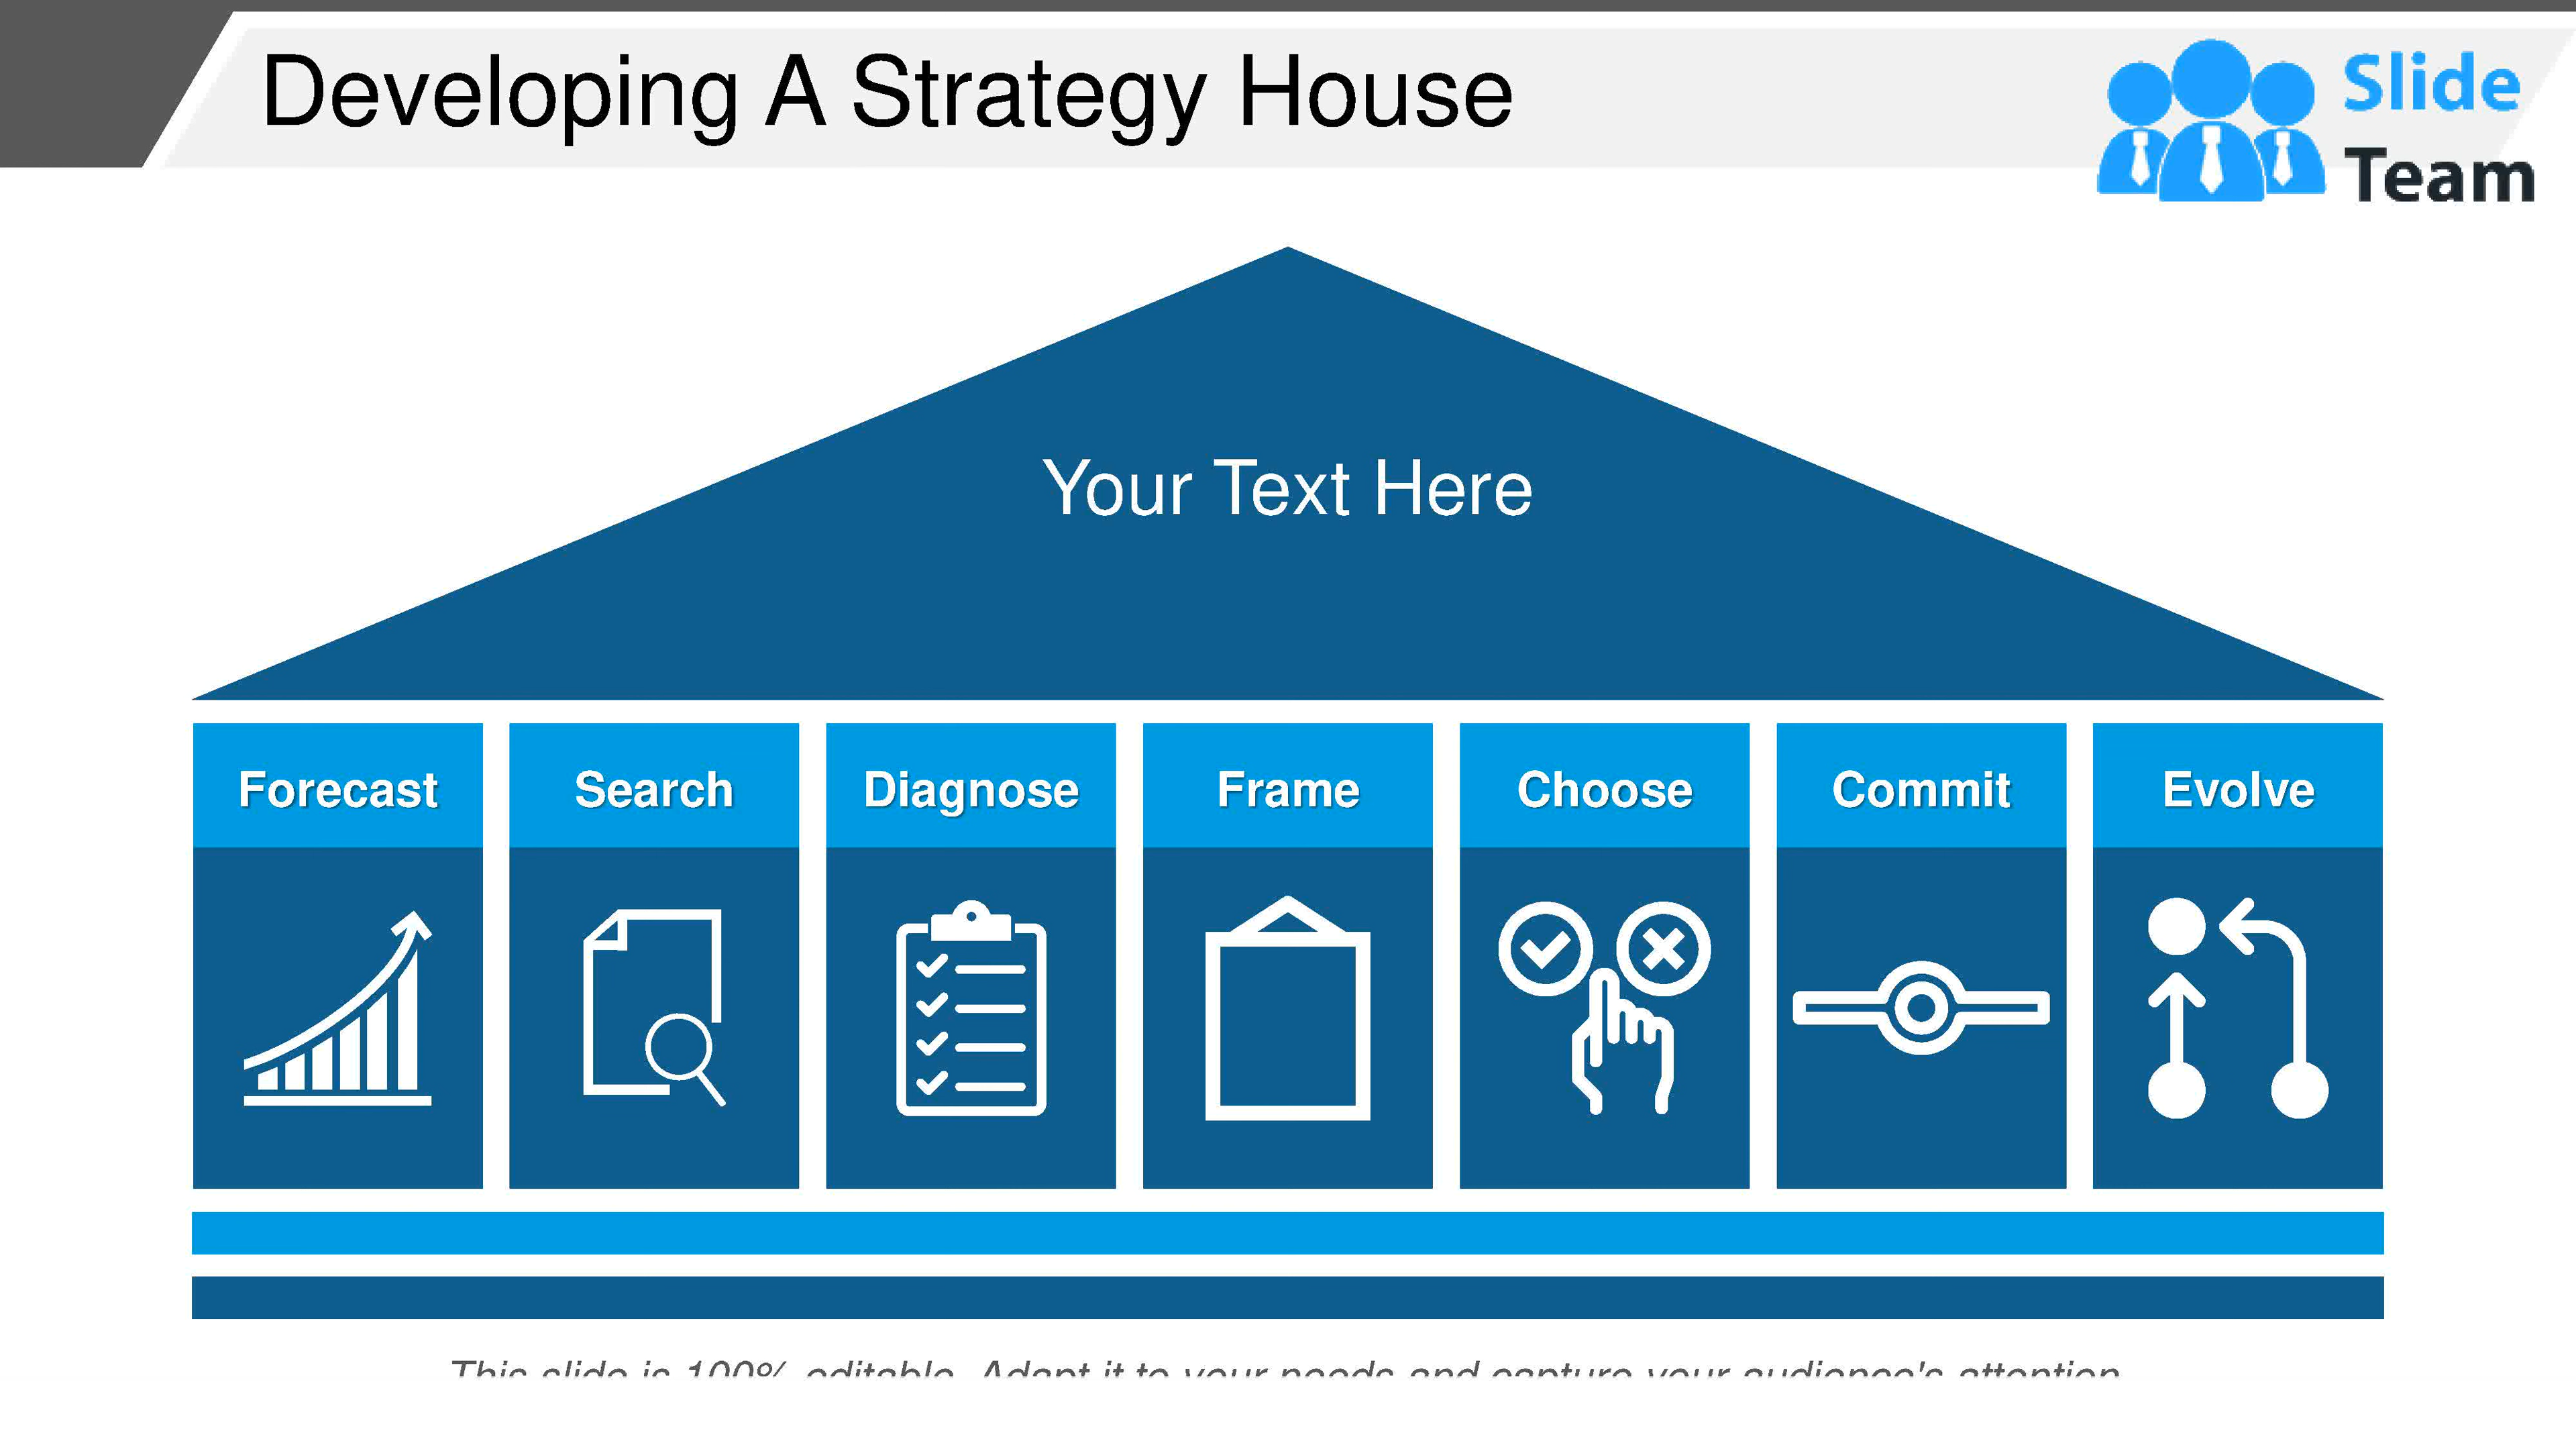 Developing A Strategy House
Slide
Team
Your Text Here
Forecast
Search
Diagnose
Frame
Choose
Commit
Evolve
This slide is 100% editable. Adapt it to your needs and capture your audience's attention.